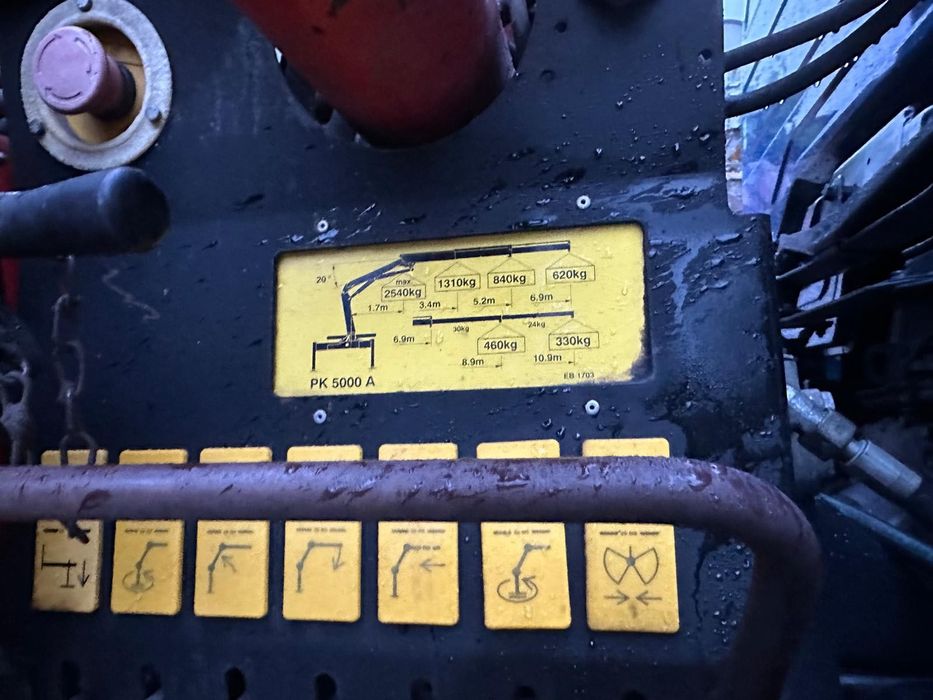 20°
max
2540kg
1310kg
840kg
620kg
1.7m
3.4m
5.2m
6.9m
30kg
24kg
6.9m
460kg
330kg
8.9m
10.9m
PK 5000 A
EB 1703